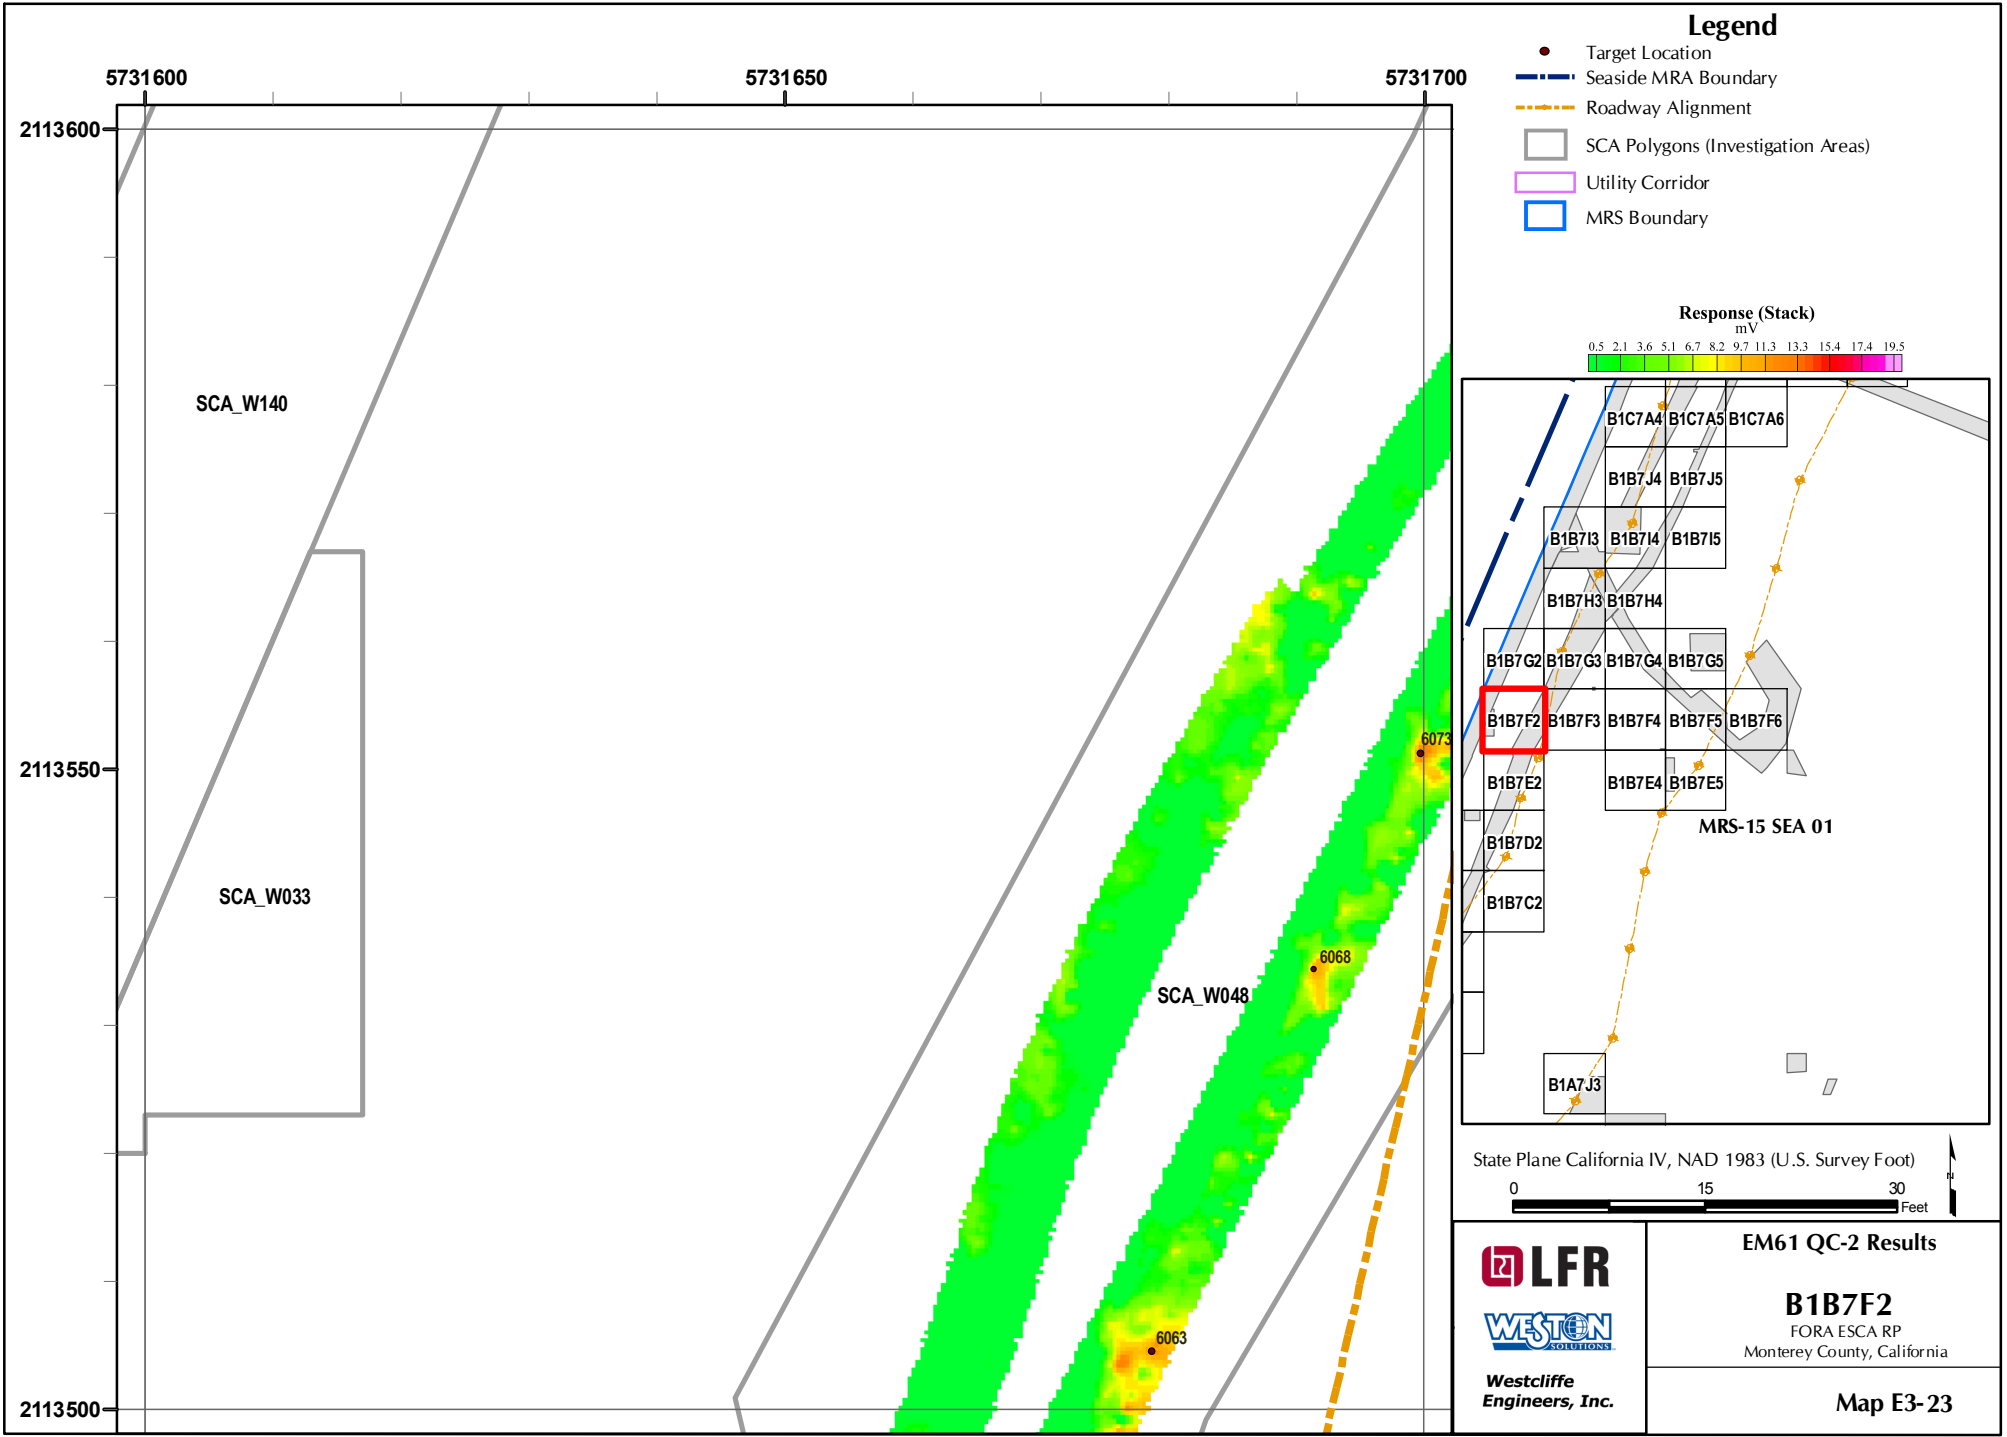 5731600
5731650
5731700
2113600
2113550
2113500
SCA_W140
SCA_W033
SCA_W048
6073
6068
6063
Legend
Target Location
Seaside MRA Boundary
Roadway Alignment
SCA Polygons (Investigation Areas)
Utility Corridor
MRS Boundary
Response (Stack)
mV
0.5 2.1 3.6 5.1 6.7 8.2 9.7 11.3 13.3 15.4 17.4 19.5
B1C7A4 B1C7A5 B1C7A6
B1B7J4 B1B7J5
B1B7I3 B1B7I4 B1B7I5
B1B7H3 B1B7H4
B1B7G2 B1B7G3 B1B7G4 B1B7G5
B1B7F2 B1B7F3 B1B7F4 B1B7F5 B1B7F6
B1B7E2 B1B7E4 B1B7E5
MRS-15 SEA 01
B1B7D2
B1B7C2
B1A7J3
State Plane California IV, NAD 1983 (U.S. Survey Foot)
0 15 30
Feet
N
LFR
WESTON
SOLUTIONS
Westcliffe
Engineers, Inc.
EM61 QC-2 Results
B1B7F2
FORA ESCA RP
Monterey County, California
Map E3-23